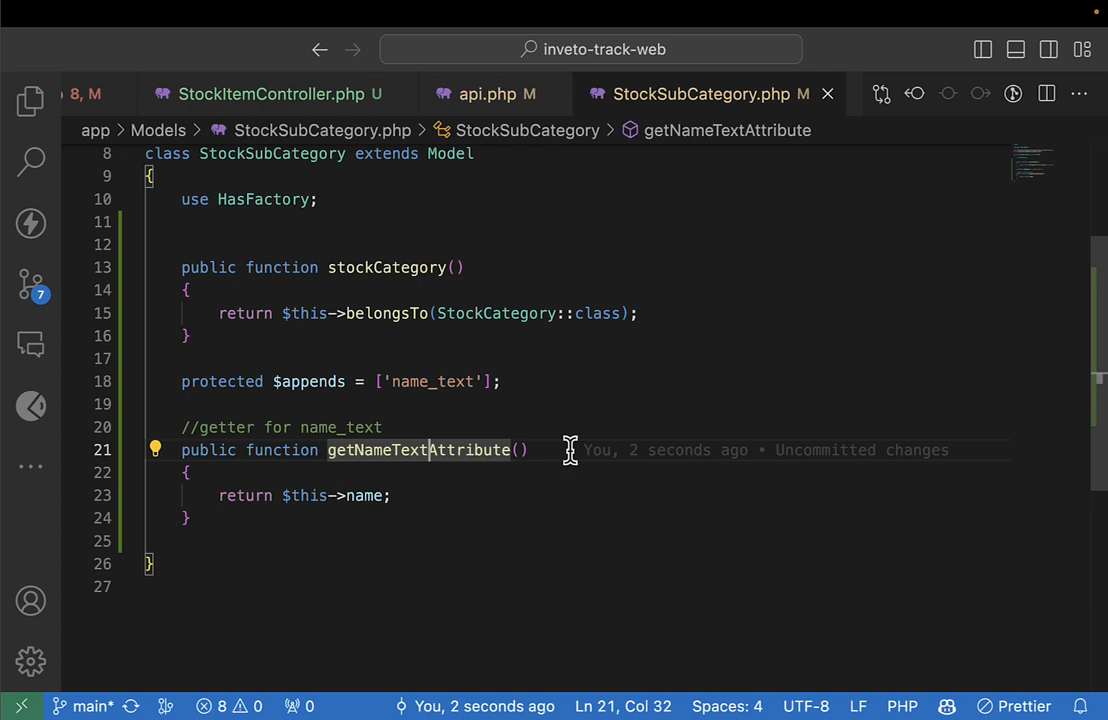 inveto-track-web
8, M
StockItemController.php U
api.php M
StockSubCategory.php M
app > Models > StockSubCategory.php > StockSubCategory > getNameTextAttribute
8 class StockSubCategory extends Model
9 {
10 use HasFactory;
11
12
13 public function stockCategory()
14 {
15 return $this->belongsTo(StockCategory::class);
16 }
17
18 protected $appends = ['name_text'];
19
20 //getter for name_text
21 public function getNameTextAttribute() You, 2 seconds ago • Uncommitted changes
22 {
23 return $this->name;
24 }
25
26 }
27
7
main* 8 0 0 You, 2 seconds ago Ln 21, Col 32 Spaces: 4 UTF-8 LF PHP Prettier